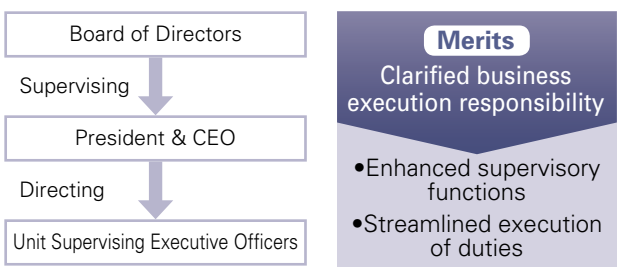 Board of Directors
Supervising
President & CEO
Directing
Unit Supervising Executive Officers
Merits
Clarified business
execution responsibility
•Enhanced supervisory
functions
•Streamlined execution
of duties